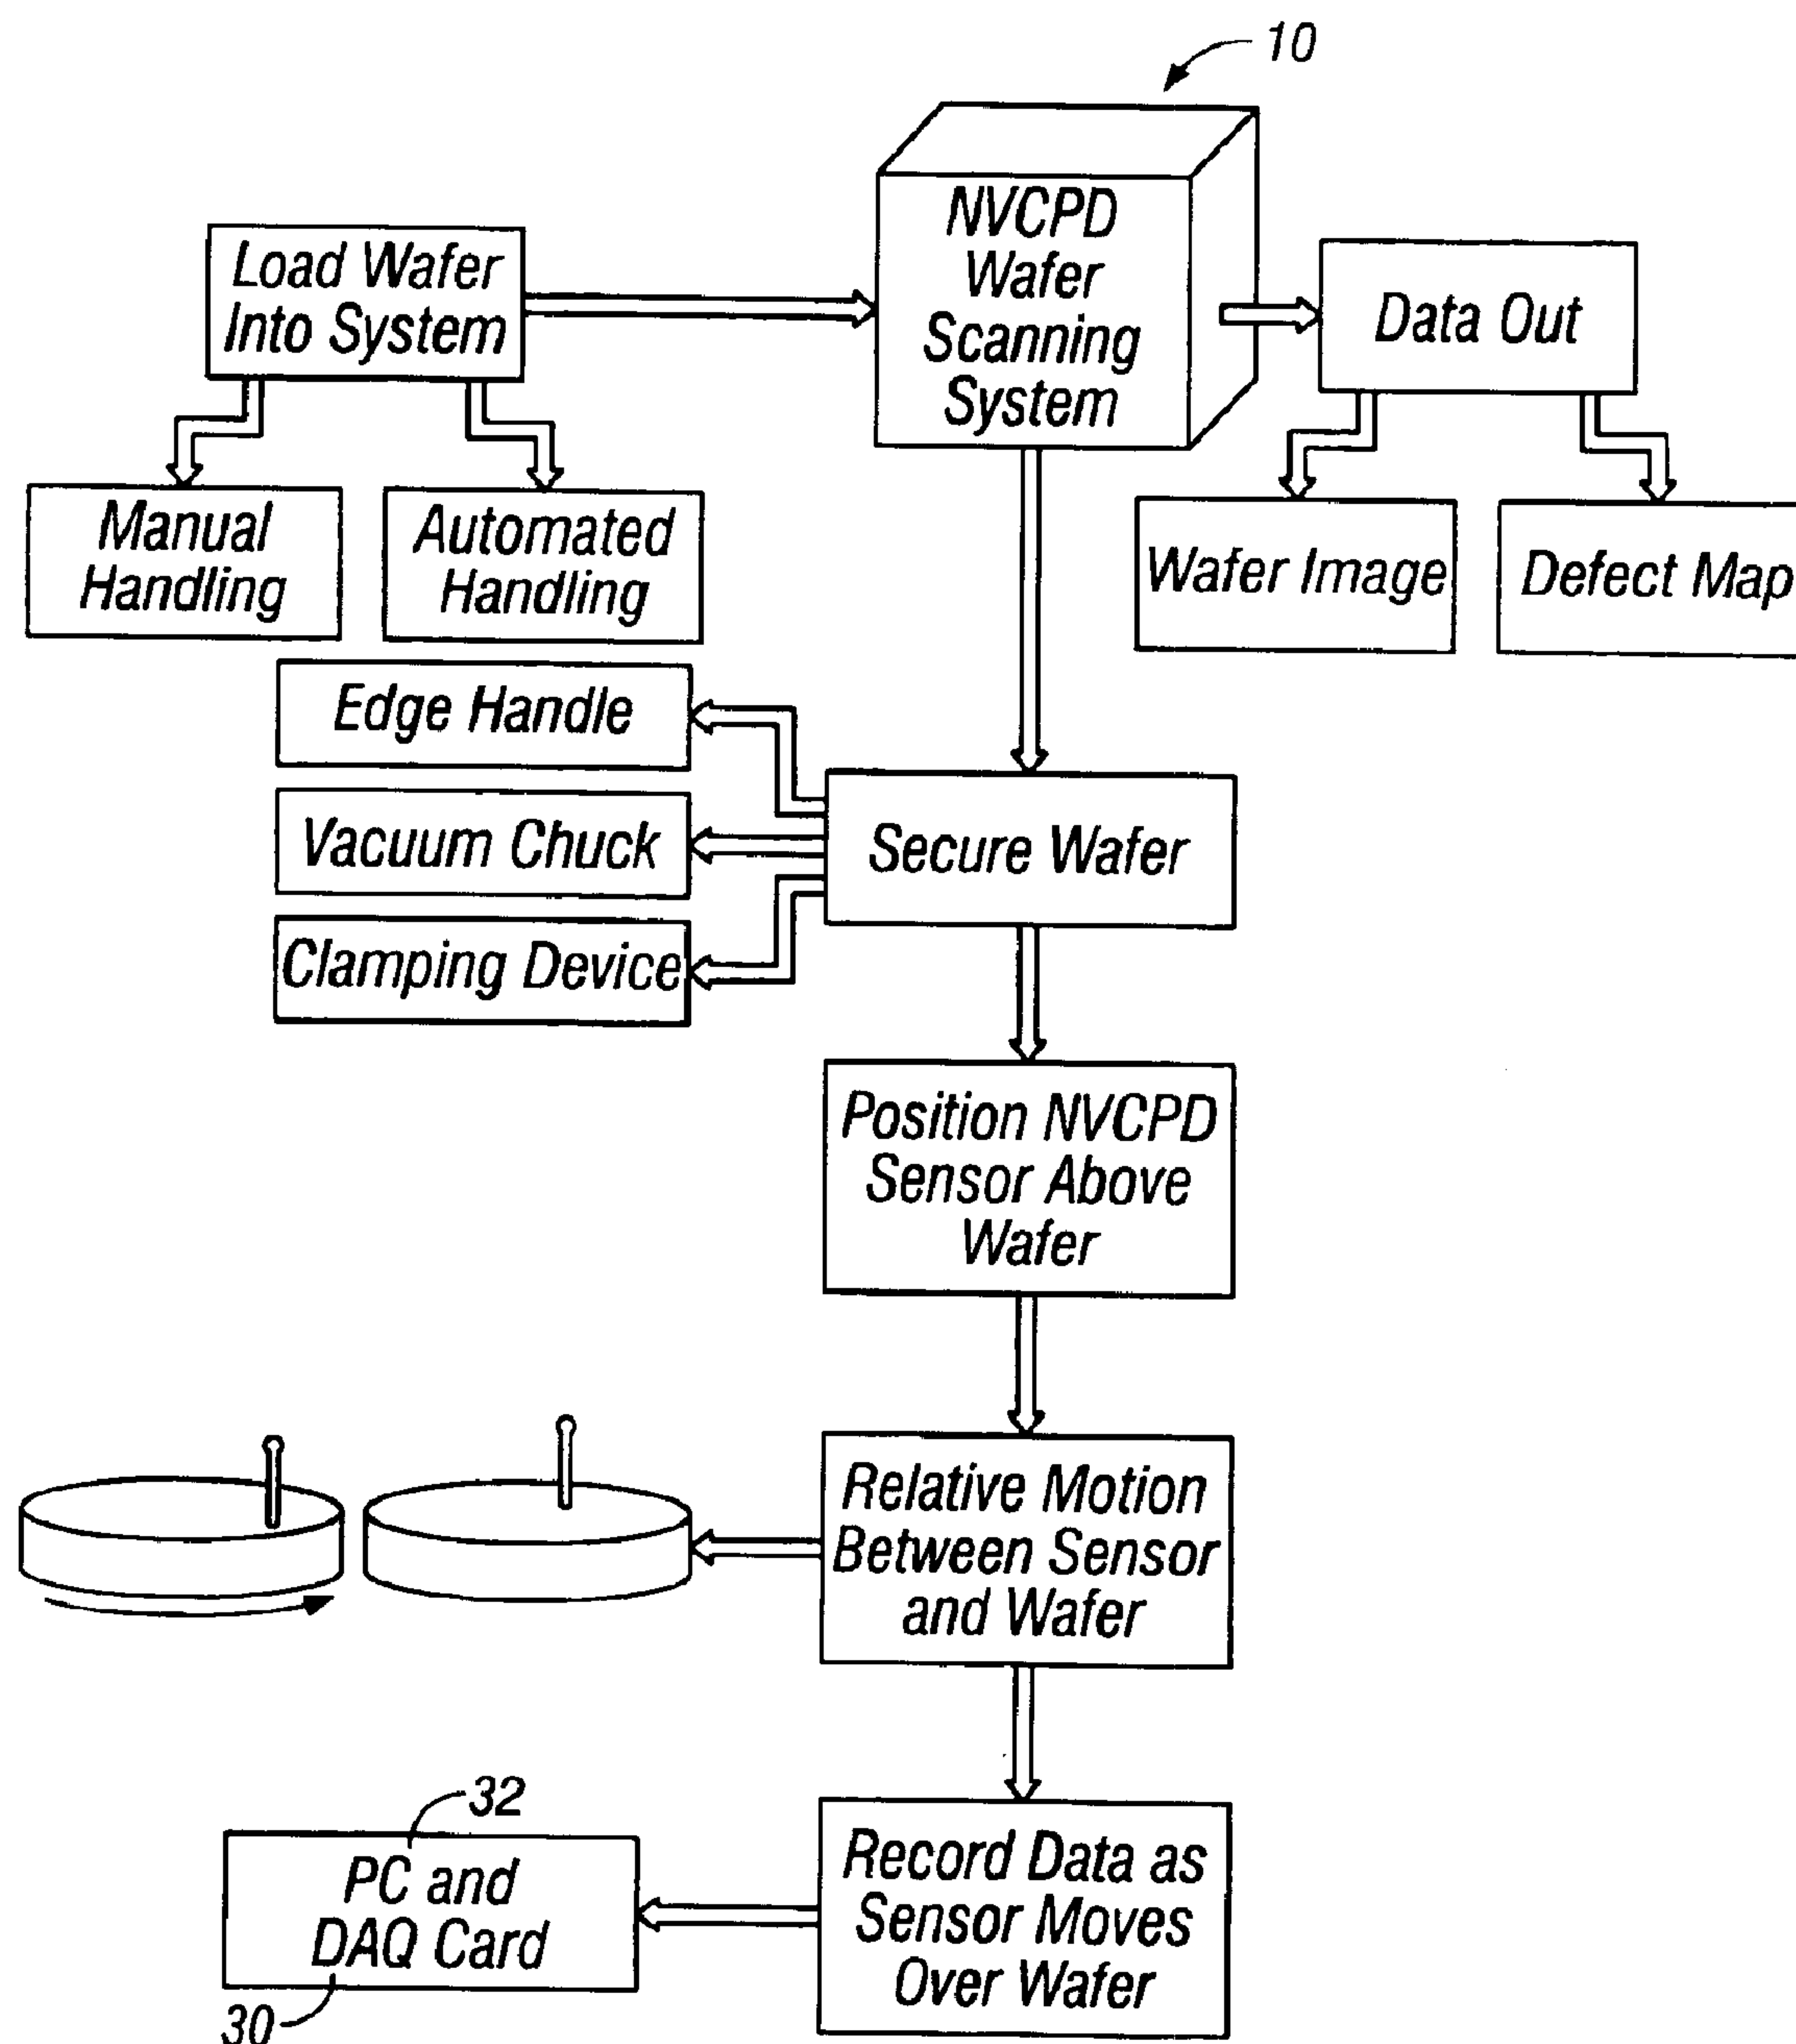 10
NVCPD
Wafer
Scanning
System
Load Wafer
Into System
Data Out
Manual
Handling
Automated
Handling
Wafer Image
Defect Map
Edge Handle
Vacuum Chuck
Clamping Device
Secure Wafer
Position NVCPD
Sensor Above
Wafer
Relative Motion
Between Sensor
and Wafer
32
PC and
DAQ Card
30
Record Data as
Sensor Moves
Over Wafer